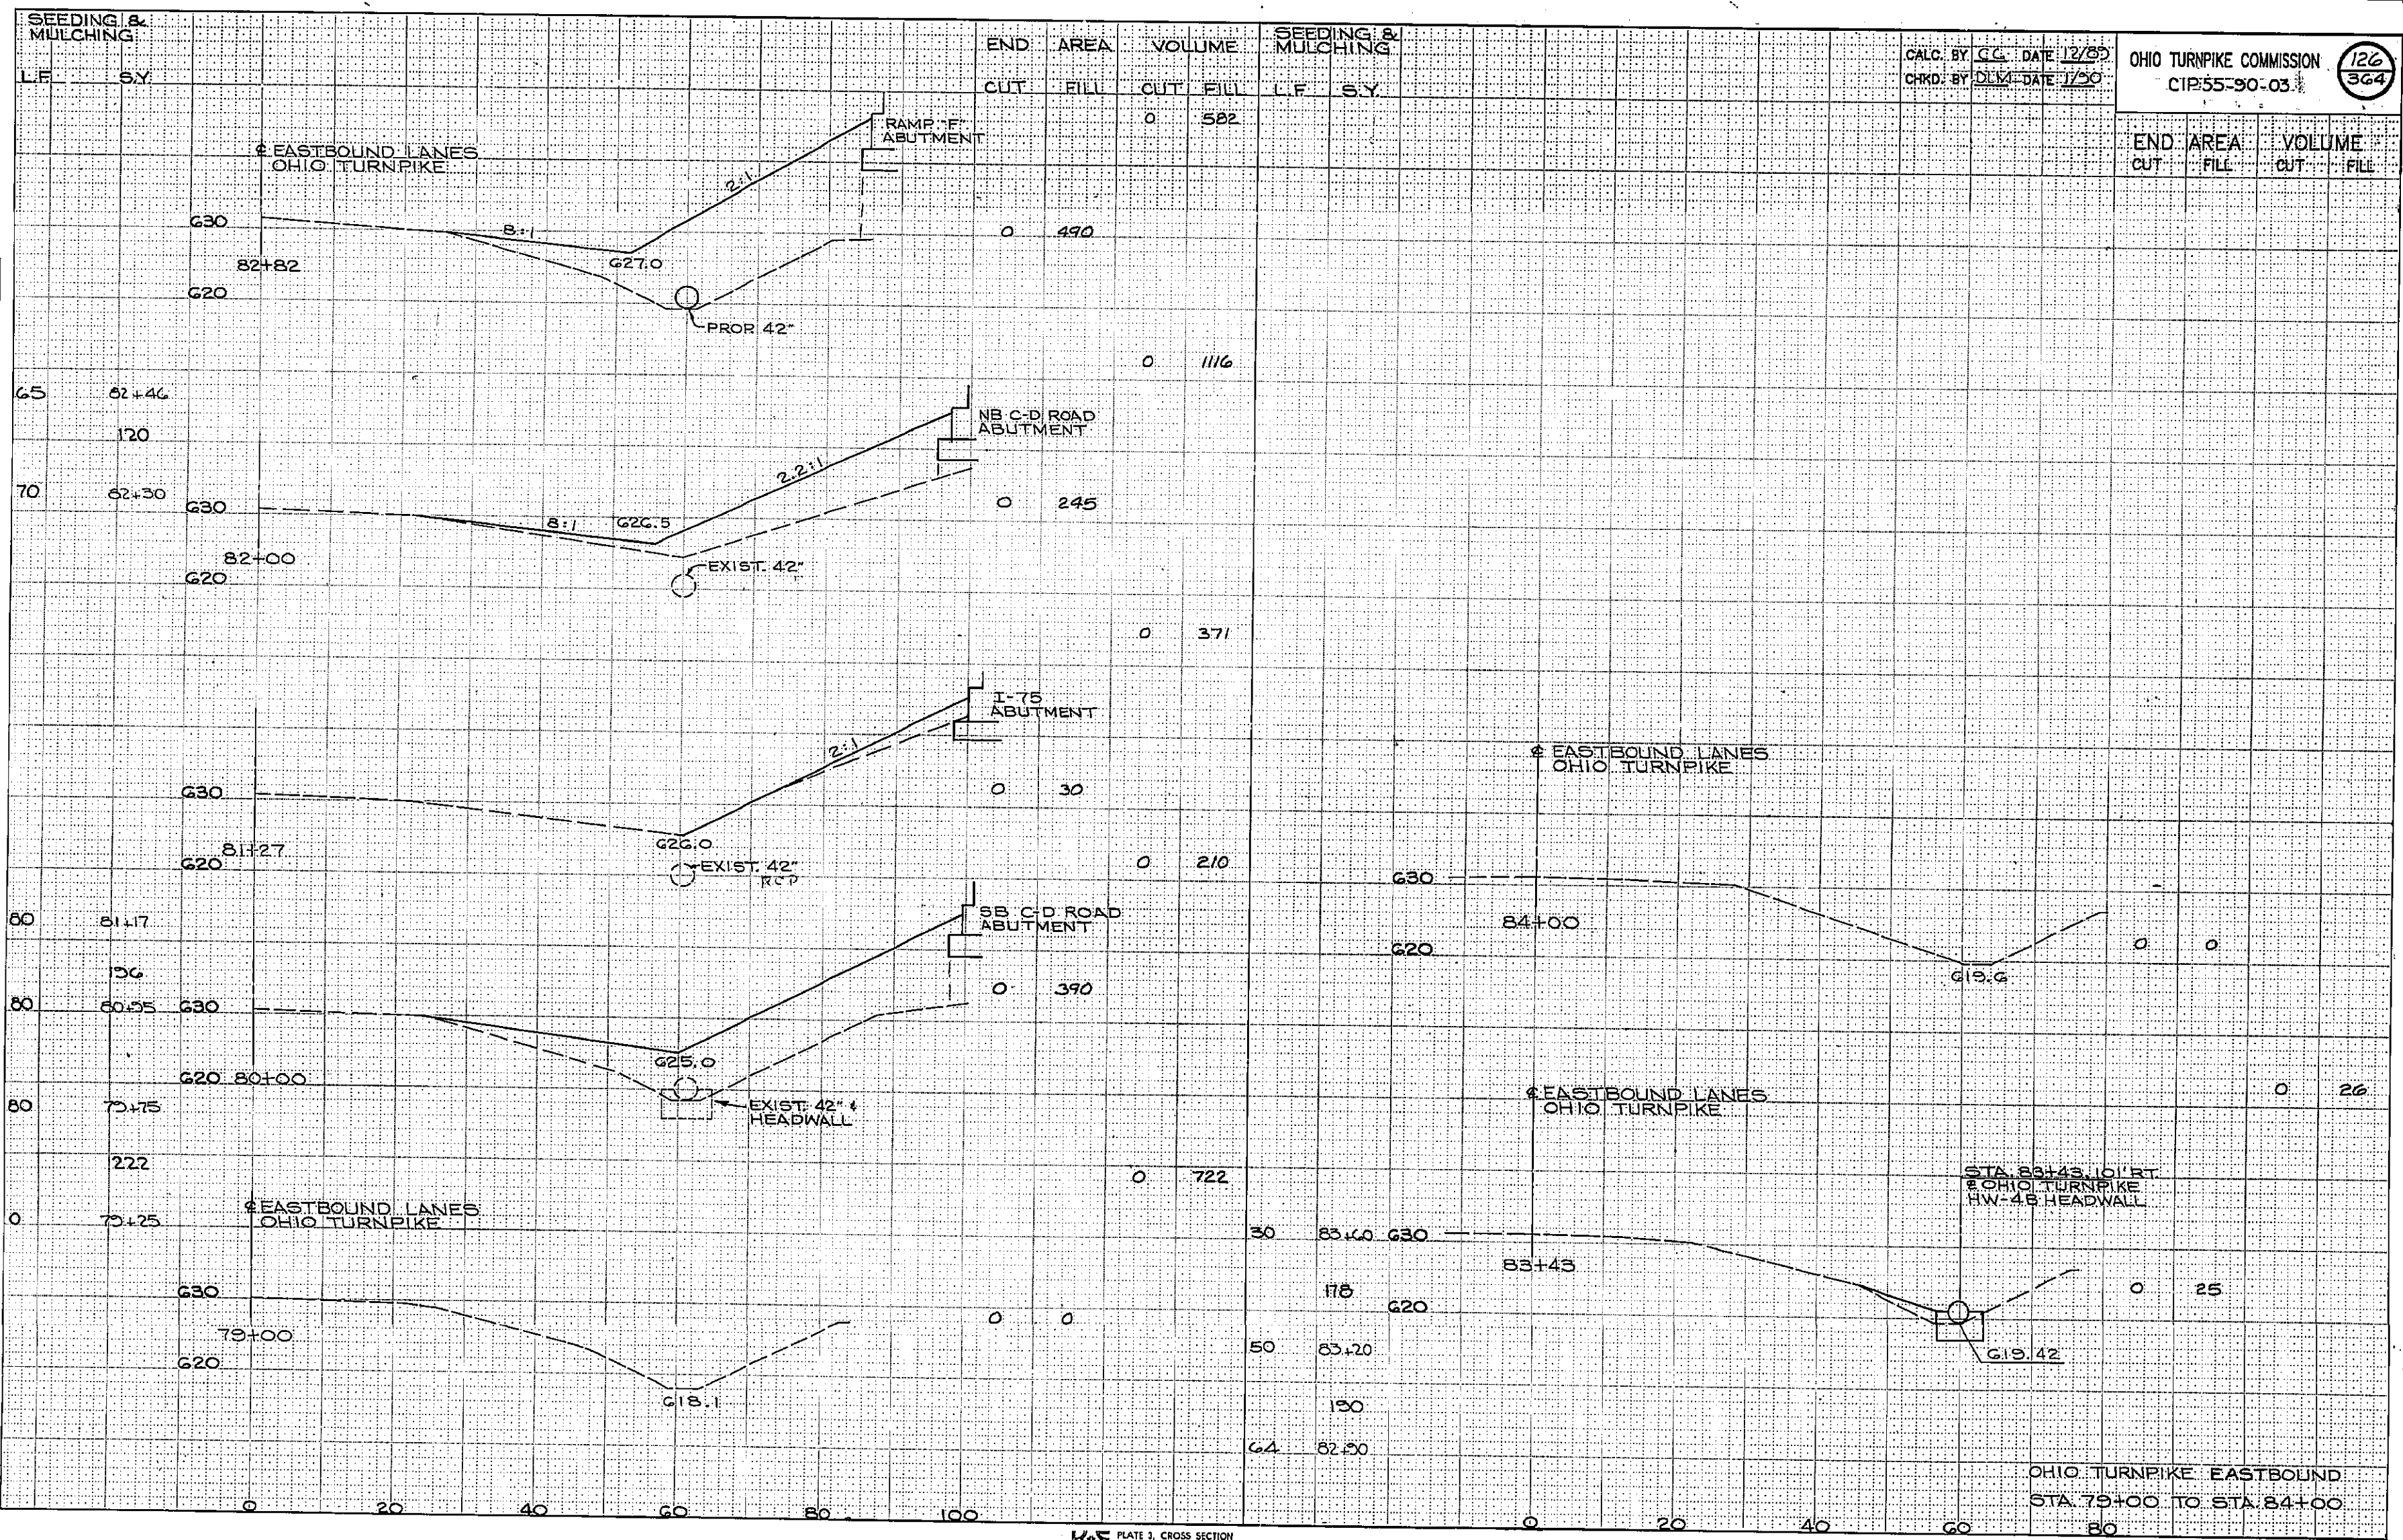 SEEDING &
MULCHING
L.F. S.Y.
END AREA VOLUME
CUT FILL CUT FILL
SEEDING &
MULCHING
L.F. S.Y.
CALC. BY CG DATE 12/89
CHKD. BY DLM DATE 1/90
OHIO TURNPIKE COMMISSION
CIP 55-90-03
126
364
END AREA VOLUME
CUT FILL CUT FILL
0 582
RAMP "F"
ABUTMENT
℄ EASTBOUND LANES
OHIO TURNPIKE
2:1
630
8:1
0 490
82+82
627.0
620
PROP. 42"
0 1116
65 82+46
NB C-D ROAD
ABUTMENT
120
2.2:1
70 82+30
630
0 245
8:1 626.5
82+00
EXIST. 42"
620
0 371
I-75
ABUTMENT
2:1
630
0 30
626.0
81+27
620
EXIST. 42"
RCP
0 210
SB C-D ROAD
ABUTMENT
80 81+17
196
0 390
80 80+95 630
625.0
620 80+00
80 79+75
EXIST. 42" &
HEADWALL
222
0 722
℄ EASTBOUND LANES
OHIO TURNPIKE
0 79+25
630
0 0
79+00
620
618.1
0 20 40 60 80 100
℄ EASTBOUND LANES
OHIO TURNPIKE
630
84+00
620
0 0
619.6
℄ EASTBOUND LANES
OHIO TURNPIKE
0 26
STA. 83+43, 101' RT.
℄ OHIO TURNPIKE
HW-4B HEADWALL
30 83+60 630
83+43
178
0 25
620
50 83+20
619.42
190
64 82+90
OHIO TURNPIKE EASTBOUND
STA. 79+00 TO STA. 84+00
0 20 40 60 80
K+E PLATE 3, CROSS SECTION